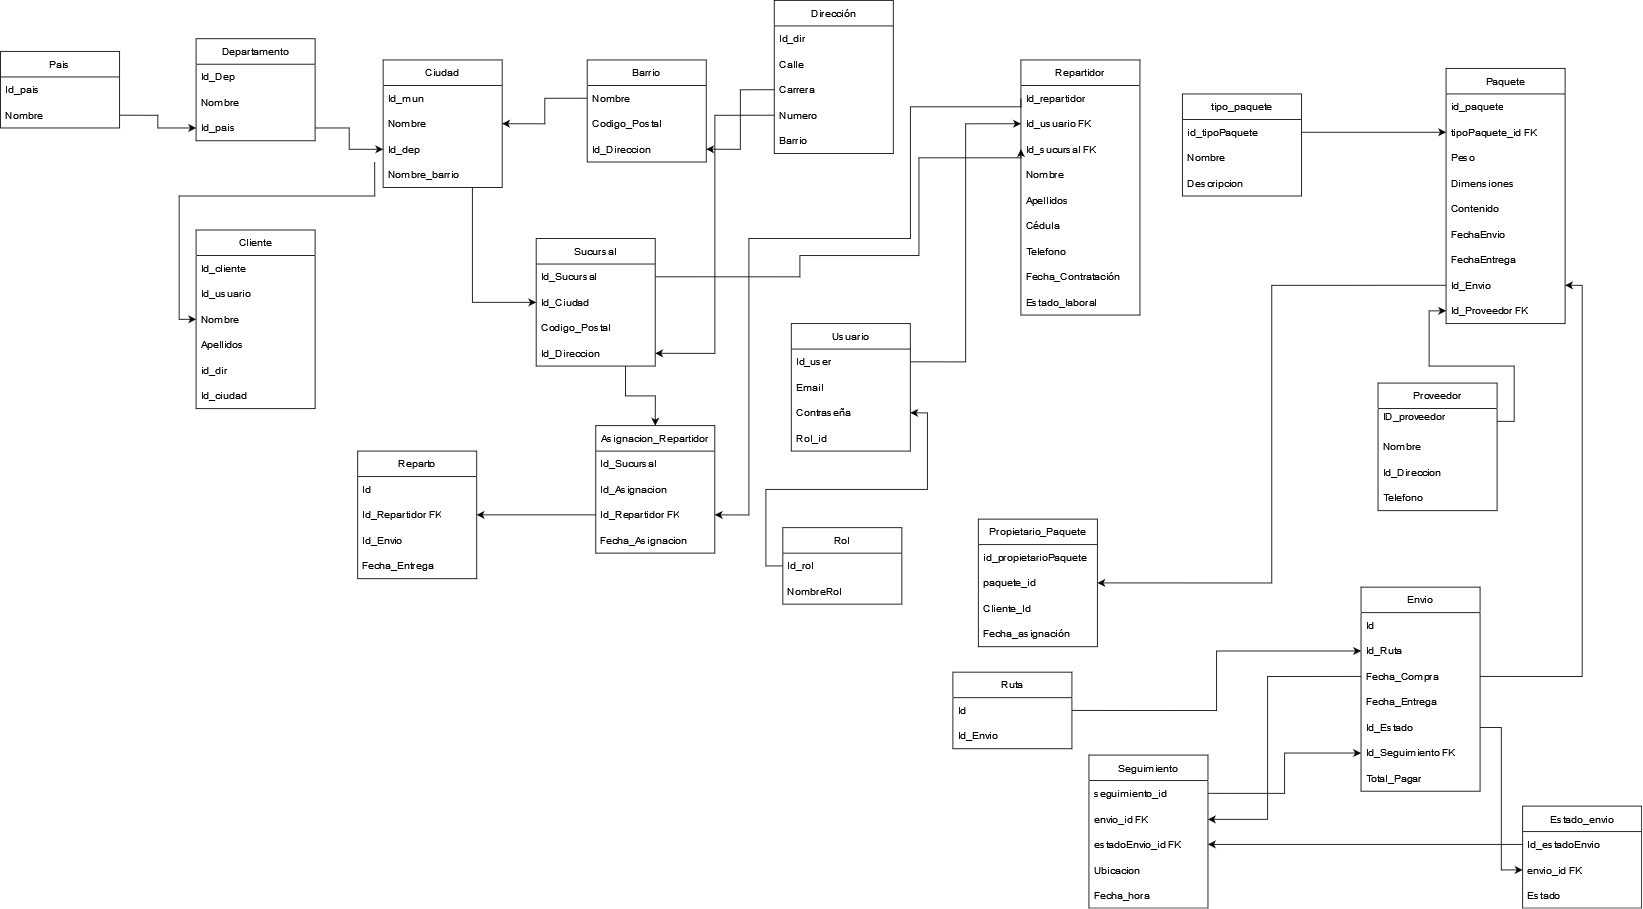 Pais
Id_pais
Nombre
Departamento
Id_Dep
Nombre
Id_pais
Ciudad
Id_mun
Nombre
Id_dep
Nombre_barrio
Barrio
Nombre
Codigo_Postal
Id_Direccion
Dirección
Id_dir
Calle
Carrera
Numero
Barrio
Repartidor
Id_repartidor
Id_usuario FK
Id_sucursal FK
Nombre
Apellidos
Cédula
Telefono
Fecha_Contratación
Estado_laboral
tipo_paquete
id_tipoPaquete
Nombre
Descripcion
Paquete
id_paquete
tipoPaquete_id FK
Peso
Dimensiones
Contenido
FechaEnvio
FechaEntrega
Id_Envio
Id_Proveedor FK
Cliente
Id_cliente
Id_usuario
Nombre
Apellidos
id_dir
Id_ciudad
Sucursal
Id_Sucursal
Id_Ciudad
Codigo_Postal
Id_Direccion
Usuario
Id_user
Email
Contraseña
Rol_id
Proveedor
ID_proveedor
Nombre
Id_Direccion
Telefono
Reparto
Id
Id_Repartidor FK
Id_Envio
Fecha_Entrega
Asignacion_Repartidor
Id_Sucursal
Id_Asignacion
Id_Repartidor FK
Fecha_Asignacion
Rol
Id_rol
NombreRol
Propietario_Paquete
id_propietarioPaquete
paquete_id
Cliente_Id
Fecha_asignación
Envio
Id
Id_Ruta
Fecha_Compra
Fecha_Entrega
Id_Estado
Id_Seguimiento FK
Total_Pagar
Ruta
Id
Id_Envio
Seguimiento
seguimiento_id
envio_id FK
estadoEnvio_id FK
Ubicacion
Fecha_hora
Estado_envio
Id_estadoEnvio
envio_id FK
Estado